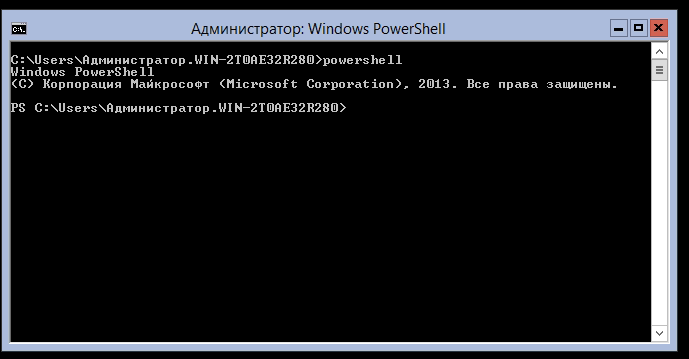 Администратор: Windows PowerShell
C:\Users\Администратор.WIN-2T0AE32R280>powershell
Windows PowerShell
(C) Корпорация Майкрософт (Microsoft Corporation), 2013. Все права защищены.
PS C:\Users\Администратор.WIN-2T0AE32R280>